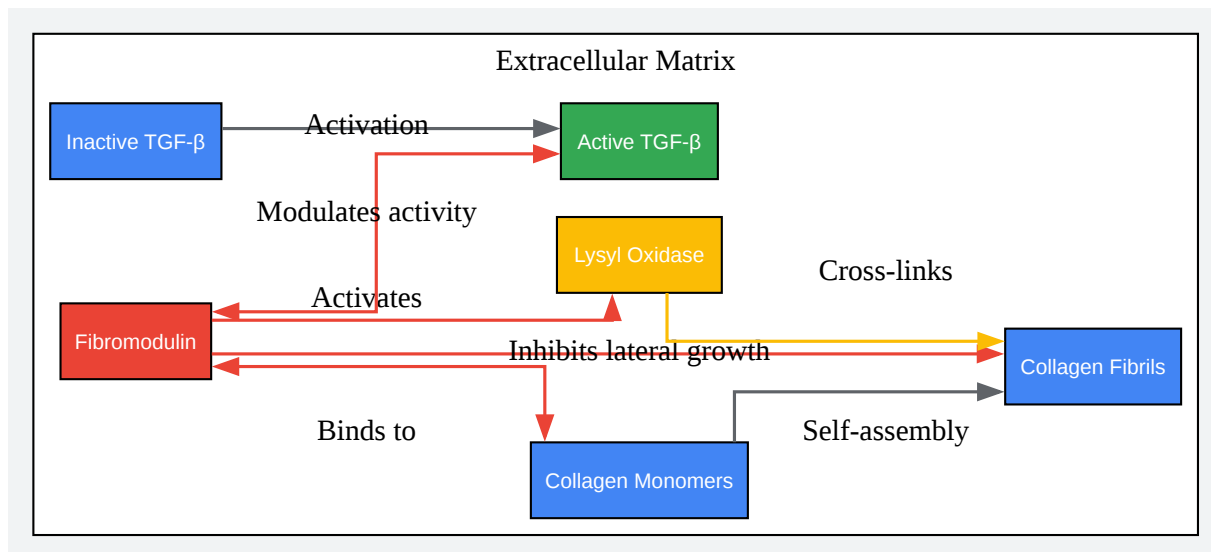 Extracellular Matrix
Inactive TGF-β
Activation
Active TGF-β
Modulates activity
Lysyl Oxidase
Cross-links
Activates
Fibromodulin
Inhibits lateral growth
Collagen Fibrils
Binds to
Self-assembly
Collagen Monomers